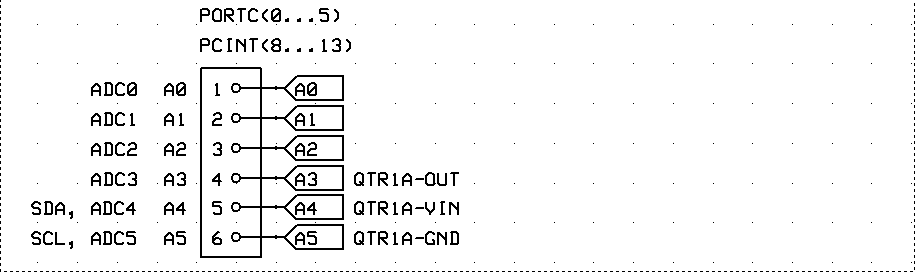 PORTC(0...5)
PCINT(8...13)
ADC0 A0 1 A0
ADC1 A1 2 A1
ADC2 A2 3 A2
ADC3 A3 4 A3 QTR1A-OUT
SDA, ADC4 A4 5 A4 QTR1A-VIN
SCL, ADC5 A5 6 A5 QTR1A-GND